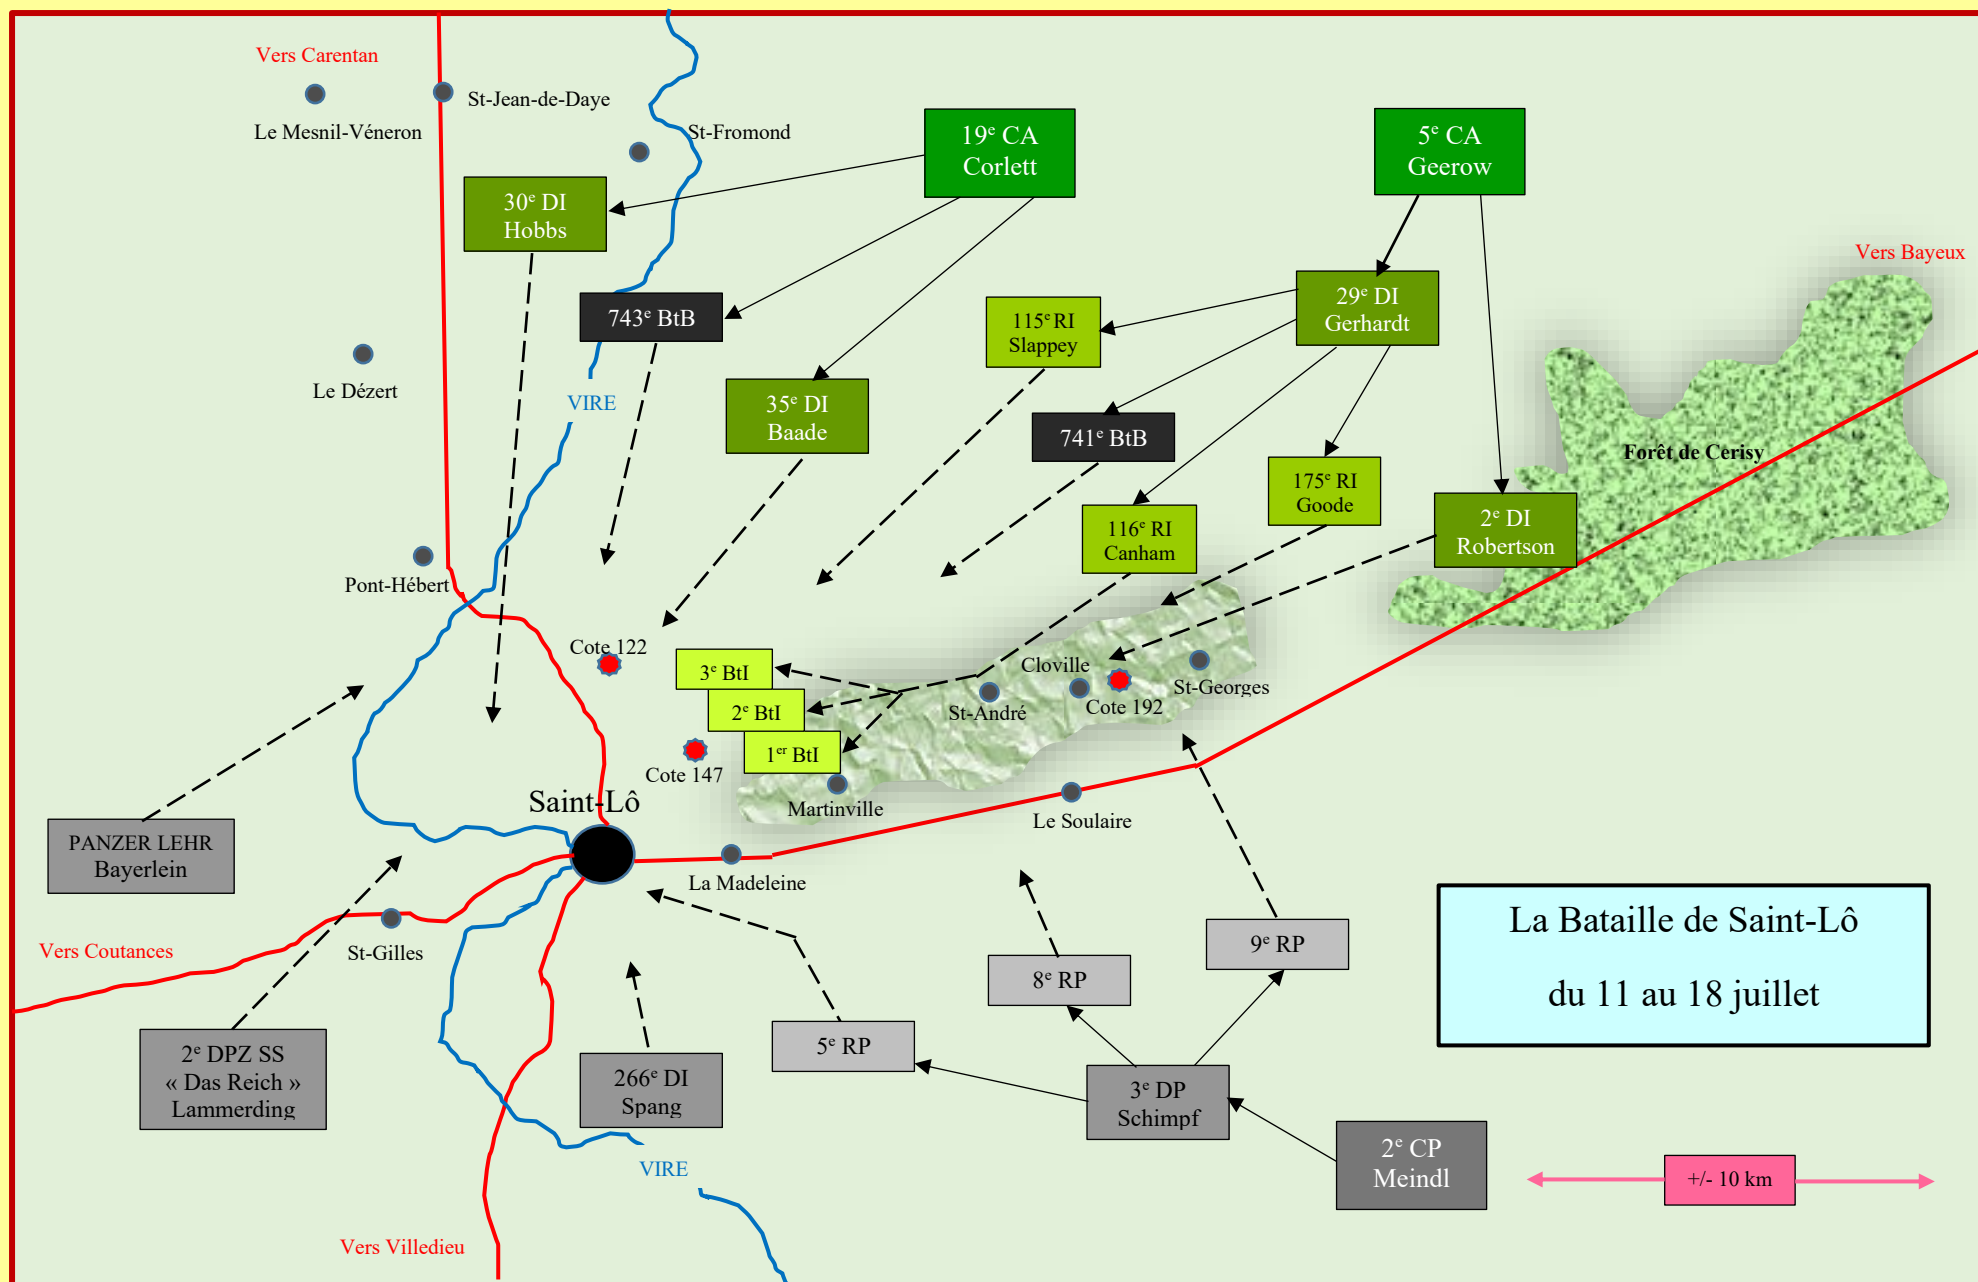 Vers Carentan
St-Jean-de-Daye
Le Mesnil-Véneron
St-Fromond
19e CA
Corlett
5e CA
Geerow
30e DI
Hobbs
Vers Bayeux
743e BtB
115e RI
Slappey
29e DI
Gerhardt
Le Dézert
VIRE
35e DI
Baade
741e BtB
Forêt de Cerisy
175e RI
Goode
116e RI
Canham
2e DI
Robertson
Pont-Hébert
Cote 122
3e BtI
2e BtI
1er BtI
Cloville
St-Georges
St-André
Cote 192
Cote 147
Martinville
Saint-Lô
Le Soulaire
La Madeleine
PANZER LEHR
Bayerlein
Vers Coutances
St-Gilles
9e RP
8e RP
5e RP
La Bataille de Saint-Lô
du 11 au 18 juillet
2e DPZ SS
« Das Reich »
Lammerding
266e DI
Spang
3e DP
Schimpf
2e CP
Meindl
VIRE
+/- 10 km
Vers Villedieu